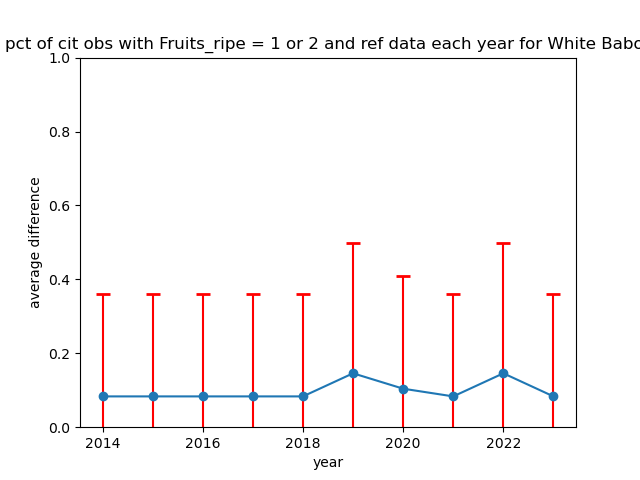 pct of cit obs with Fruits_ripe = 1 or 2 and ref data each year for White
1.0
0.8
0.6
0.4
0.2
0.0
average difference
2014 2016 2018 2020 2022
year